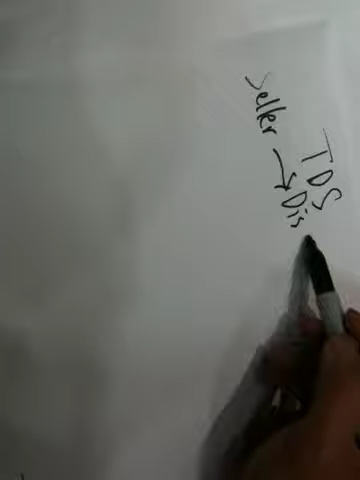 TDS
Seller → Dis